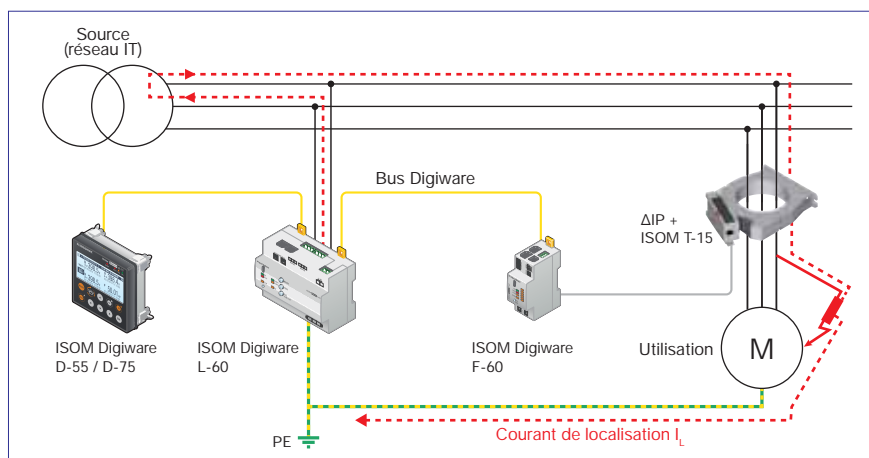 Source
(réseau IT)
Bus Digiware
ΔIP +
ISOM T-15
ISOM Digiware
D-55 / D-75
ISOM Digiware
L-60
ISOM Digiware
F-60
Utilisation
M
PE
Courant de localisation I_L